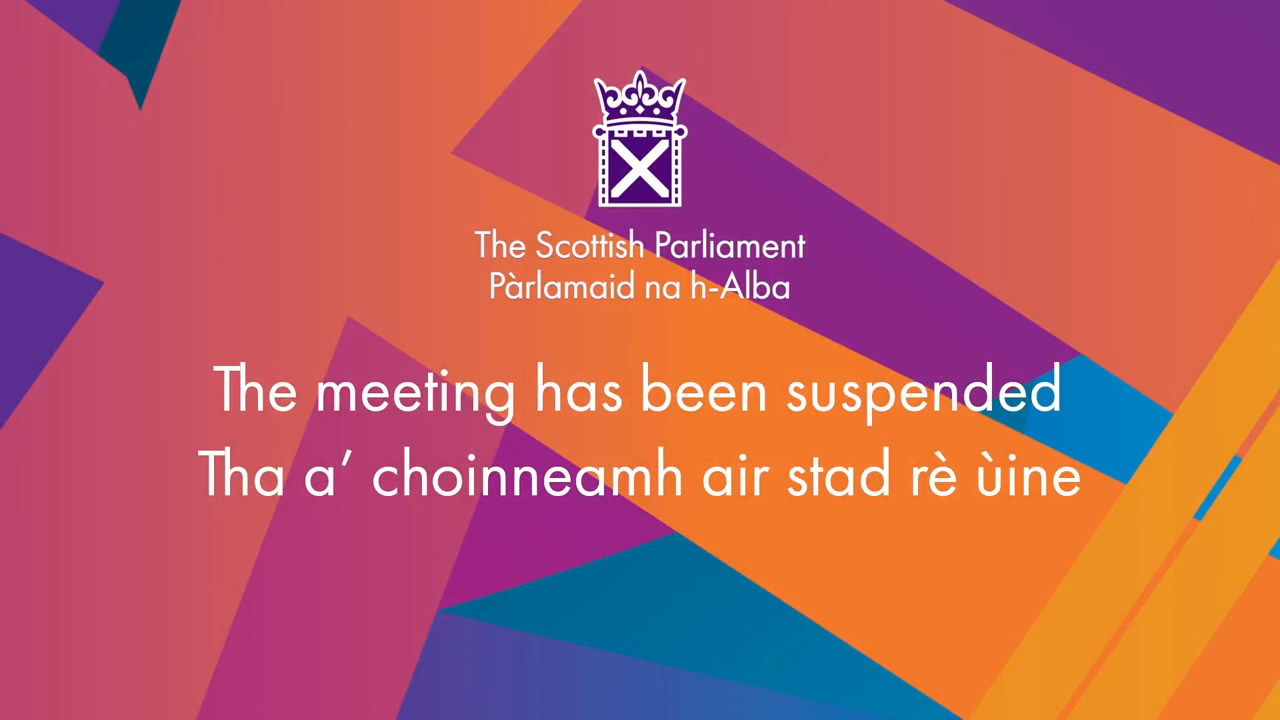 The Scottish Parliament
Pàrlamaid na h-Alba
The meeting has been suspended
Tha a’ choinneamh air stad rè ùine